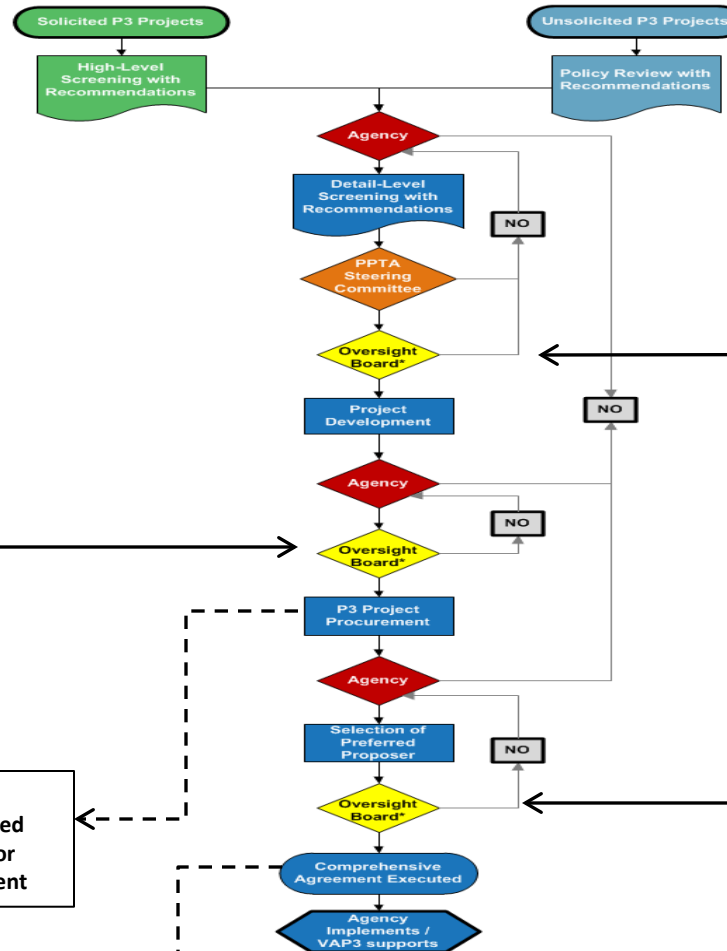 Solicited P3 Projects
Unsolicited P3 Projects
High-Level
Screening with
Recommendations
Policy Review with
Recommendations
Agency
Detail-Level
Screening with
Recommendations
NO
PPTA
Steering
Committee
Oversight
Board*
Project
Development
NO
Agency
NO
Oversight
Board*
P3 Project
Procurement
Agency
Selection of
Preferred
Proposer
NO
Oversight
Board*
ed
or
ent
Comprehensive
Agreement Executed
Agency
Implements /
VAP3 supports